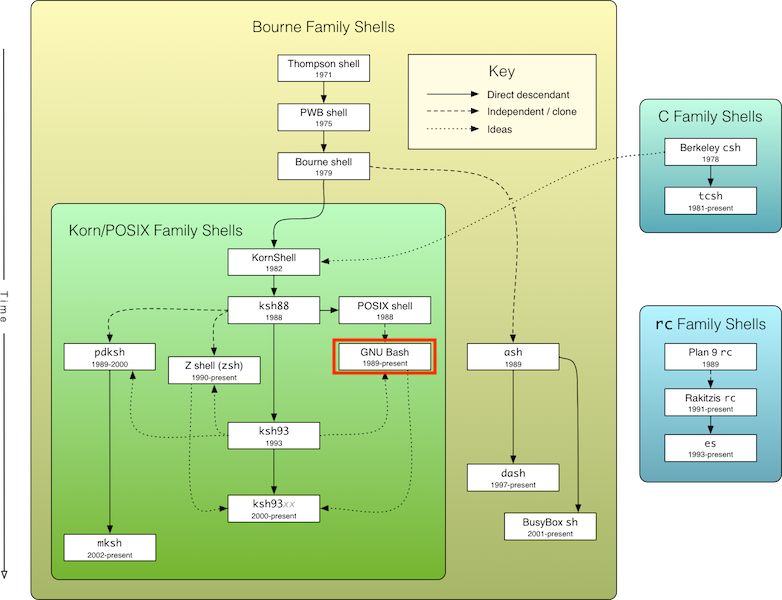 Bourne Family Shells
Thompson shell
1971
PWB shell
1975
Bourne shell
1979
Key
Direct descendant
Independent / clone
Ideas
C Family Shells
Berkeley csh
1978
tcsh
1981-present
Korn/POSIX Family Shells
KornShell
1982
ksh88
1988
POSIX shell
1988
pdksh
1989-2000
Z shell (zsh)
1990-present
GNU Bash
1989-present
ash
1989
ksh93
1993
dash
1997-present
ksh93xx
2000-present
BusyBox sh
2001-present
mksh
2002-present
rc Family Shells
Plan 9 rc
1989
Rakitzis rc
1991-present
es
1993-present
Time